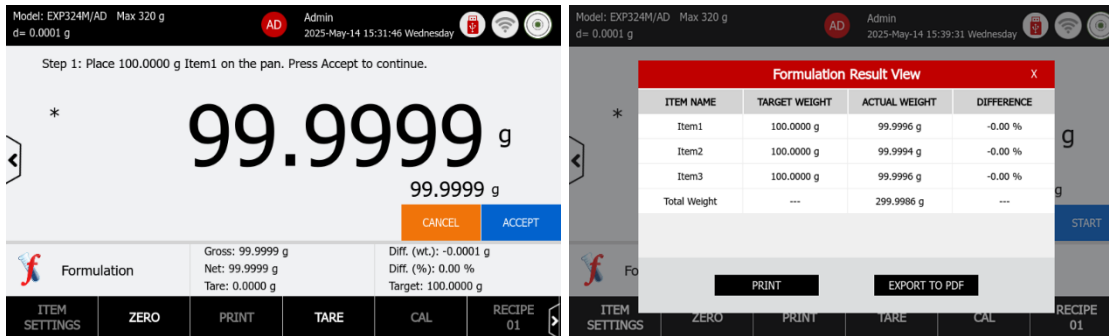 Model: EXP324M/AD Max 320 g
d= 0.0001 g
AD
Admin
2025-May-14 15:31:46 Wednesday
Step 1: Place 100.0000 g Item1 on the pan. Press Accept to continue.
*
99.9999 g
99.9999 g
CANCEL
ACCEPT
Formulation
Gross: 99.9999 g
Net: 99.9999 g
Tare: 0.0000 g
Diff. (wt.): -0.0001 g
Diff. (%): 0.00 %
Target: 100.0000 g
ITEM
SETTINGS
ZERO
PRINT
TARE
CAL
RECIPE
01
Model: EXP324M/AD Max 320 g
d= 0.0001 g
AD
Admin
2025-May-14 15:39:31 Wednesday
Formulation Result View X
ITEM NAME TARGET WEIGHT ACTUAL WEIGHT DIFFERENCE
Item1 100.0000 g 99.9996 g -0.00 %
Item2 100.0000 g 99.9994 g -0.00 %
Item3 100.0000 g 99.9996 g -0.00 %
Total Weight --- 299.9986 g ---
PRINT
EXPORT TO PDF
*
g
g
START
Fo
ITEM
SETTINGS
ZERO
PRINT
TARE
CAL
RECIPE
01